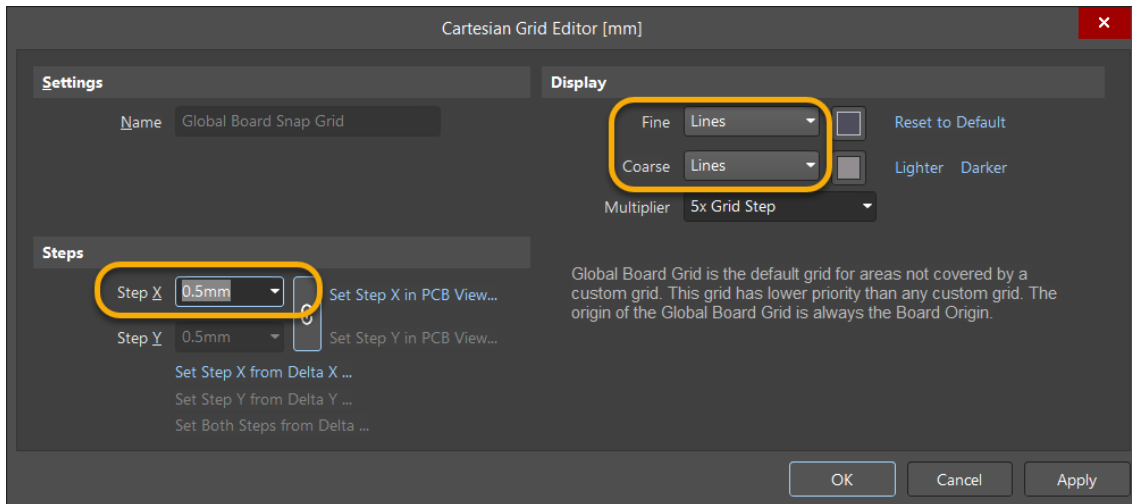 Cartesian Grid Editor [mm]
Settings
Name Global Board Snap Grid
Steps
Step X 0.5mm Set Step X in PCB View...
Step Y 0.5mm Set Step Y in PCB View...
Set Step X from Delta X ...
Set Step Y from Delta Y ...
Set Both Steps from Delta ...
Display
Fine Lines Reset to Default
Coarse Lines Lighter Darker
Multiplier 5x Grid Step
Global Board Grid is the default grid for areas not covered by a
custom grid. This grid has lower priority than any custom grid. The
origin of the Global Board Grid is always the Board Origin.
OK Cancel Apply